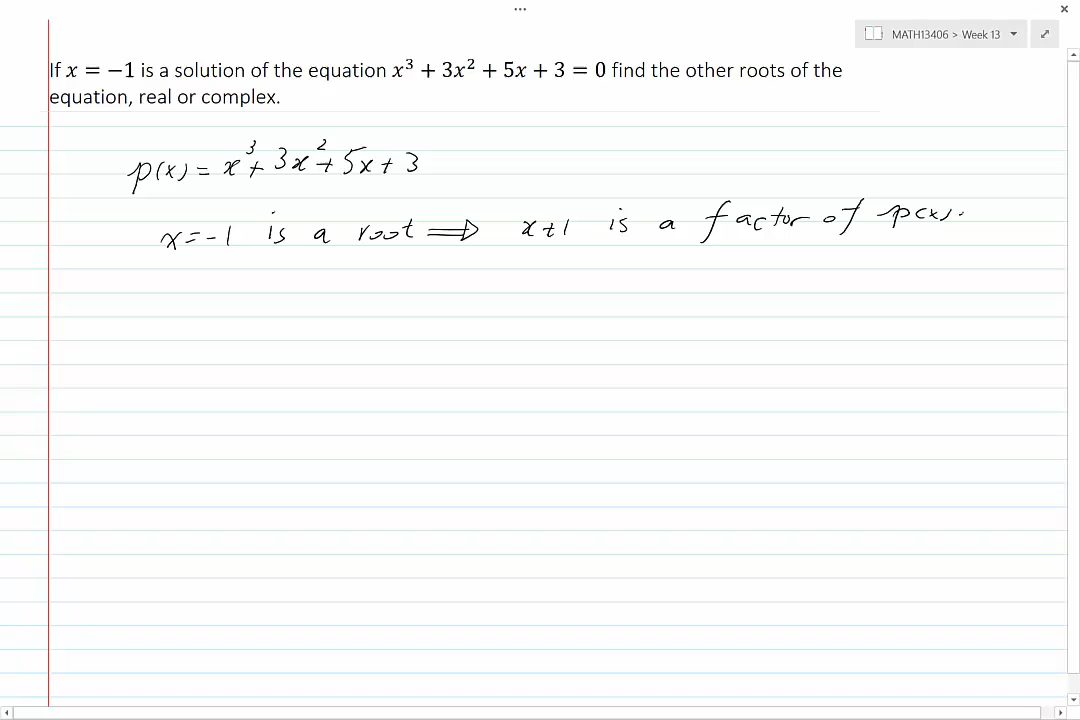 ...
MATH13406 > Week 13
If x = −1 is a solution of the equation x³ + 3x² + 5x + 3 = 0 find the other roots of the
equation, real or complex.
p(x) = x³ + 3x² + 5x + 3
x = -1 is a root ⟹ x+1 is a factor of p(x).